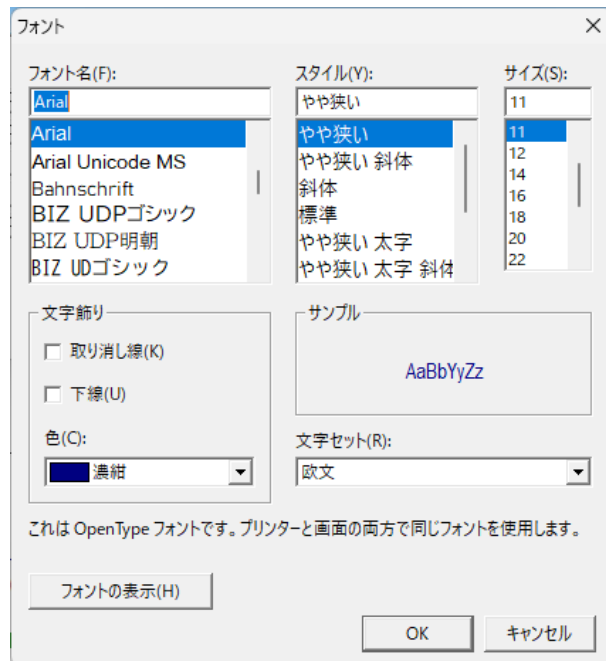 フォント
フォント名(F):
Arial
Arial
Arial Unicode MS
Bahnschrift
BIZ UDPゴシック
BIZ UDP明朝
BIZ UDゴシック
スタイル(Y):
やや狭い
やや狭い
やや狭い 斜体
斜体
標準
やや狭い 太字
やや狭い 太字 斜体
サイズ(S):
11
11
12
14
16
18
20
22
文字飾り
取り消し線(K)
下線(U)
色(C):
濃紺
サンプル
AaBbYyZz
文字セット(R):
欧文
これは OpenType フォントです。プリンターと画面の両方で同じフォントを使用します。
フォントの表示(H)
OK
キャンセル